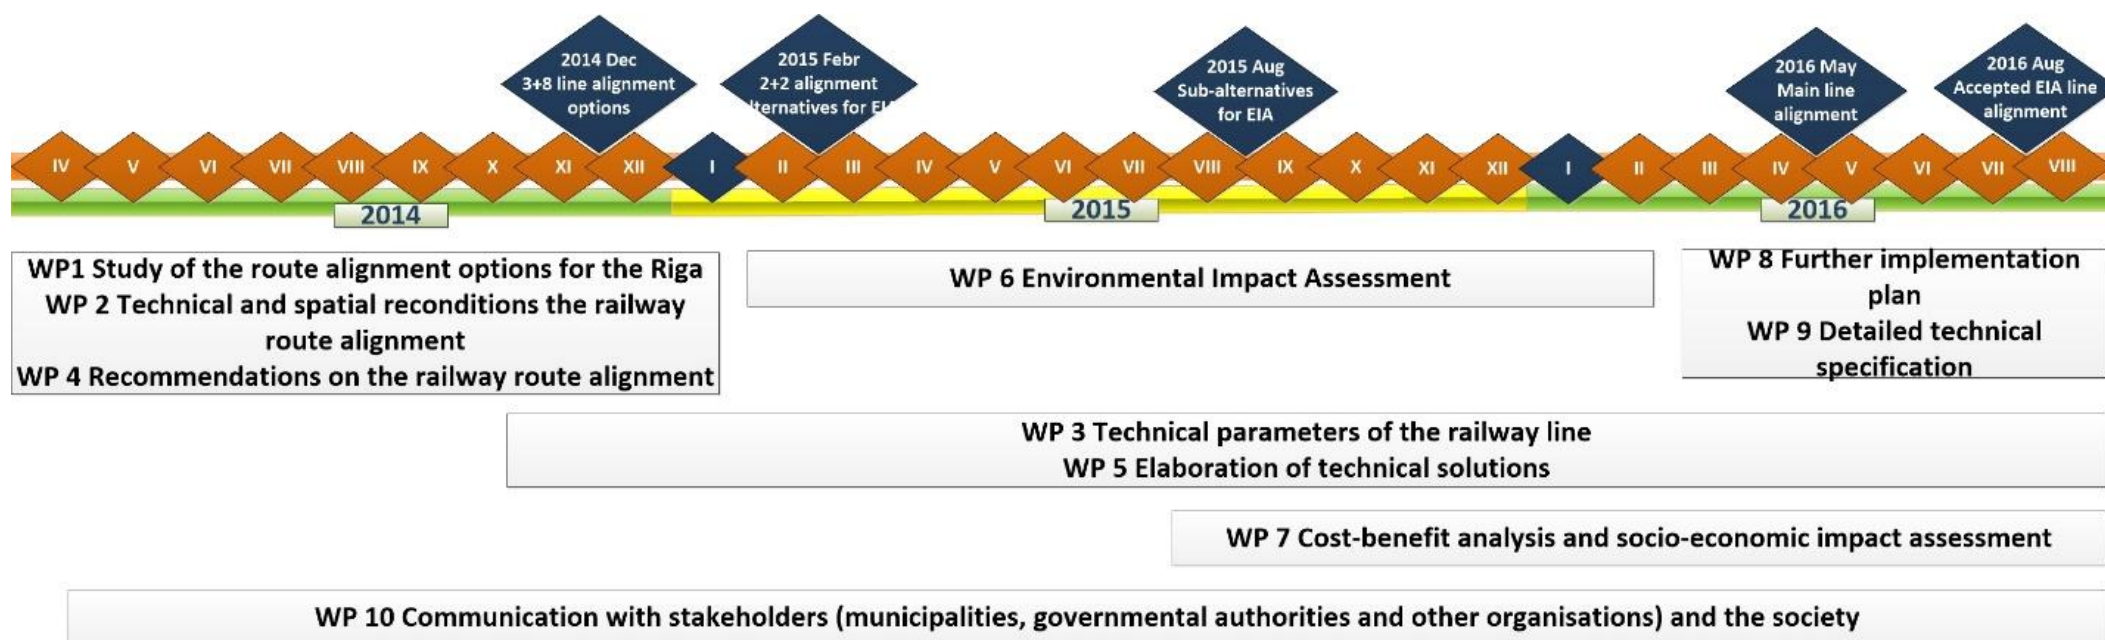 2014 Dec
3+8 line alignment
options
2015 Febr
2+2 alignment
lternatives for EI
2015 Aug
Sub-alternatives
for EIA
2016 May
Main line
alignment
2016 Aug
Accepted EIA line
alignment
IV V VI VII VIII IX X XI XII I II III IV V VI VII VIII IX X XI XII I II III IV V VI VII VIII
2014
2015
2016
WP1 Study of the route alignment options for the Riga
WP 2 Technical and spatial reconditions the railway
route alignment
WP 4 Recommendations on the railway route alignment
WP 6 Environmental Impact Assessment
WP 8 Further implementation
plan
WP 9 Detailed technical
specification
WP 3 Technical parameters of the railway line
WP 5 Elaboration of technical solutions
WP 7 Cost-benefit analysis and socio-economic impact assessment
WP 10 Communication with stakeholders (municipalities, governmental authorities and other organisations) and the society